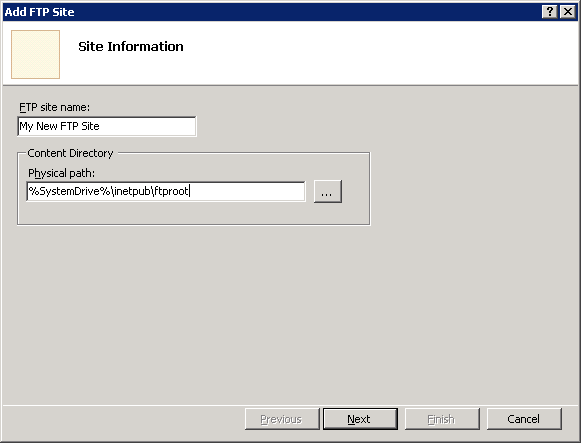 Add FTP Site
Site Information
FTP site name:
My New FTP Site
Content Directory
Physical path:
%SystemDrive%\inetpub\ftproot
...
Previous Next Finish Cancel